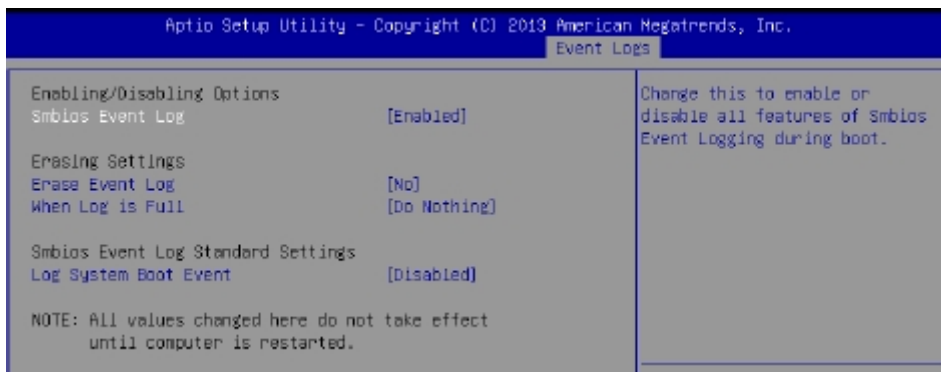 Aptio Setup Utility - Copyright (C) 2013 American Megatrends, Inc.
Event Logs
Enabling/Disabling Options
Smbios Event Log [Enabled]
Erasing Settings
Erase Event Log [No]
When Log is Full [Do Nothing]
Smbios Event Log Standard Settings
Log System Boot Event [Disabled]
NOTE: All values changed here do not take effect
until computer is restarted.
Change this to enable or
disable all features of Smbios
Event Logging during boot.